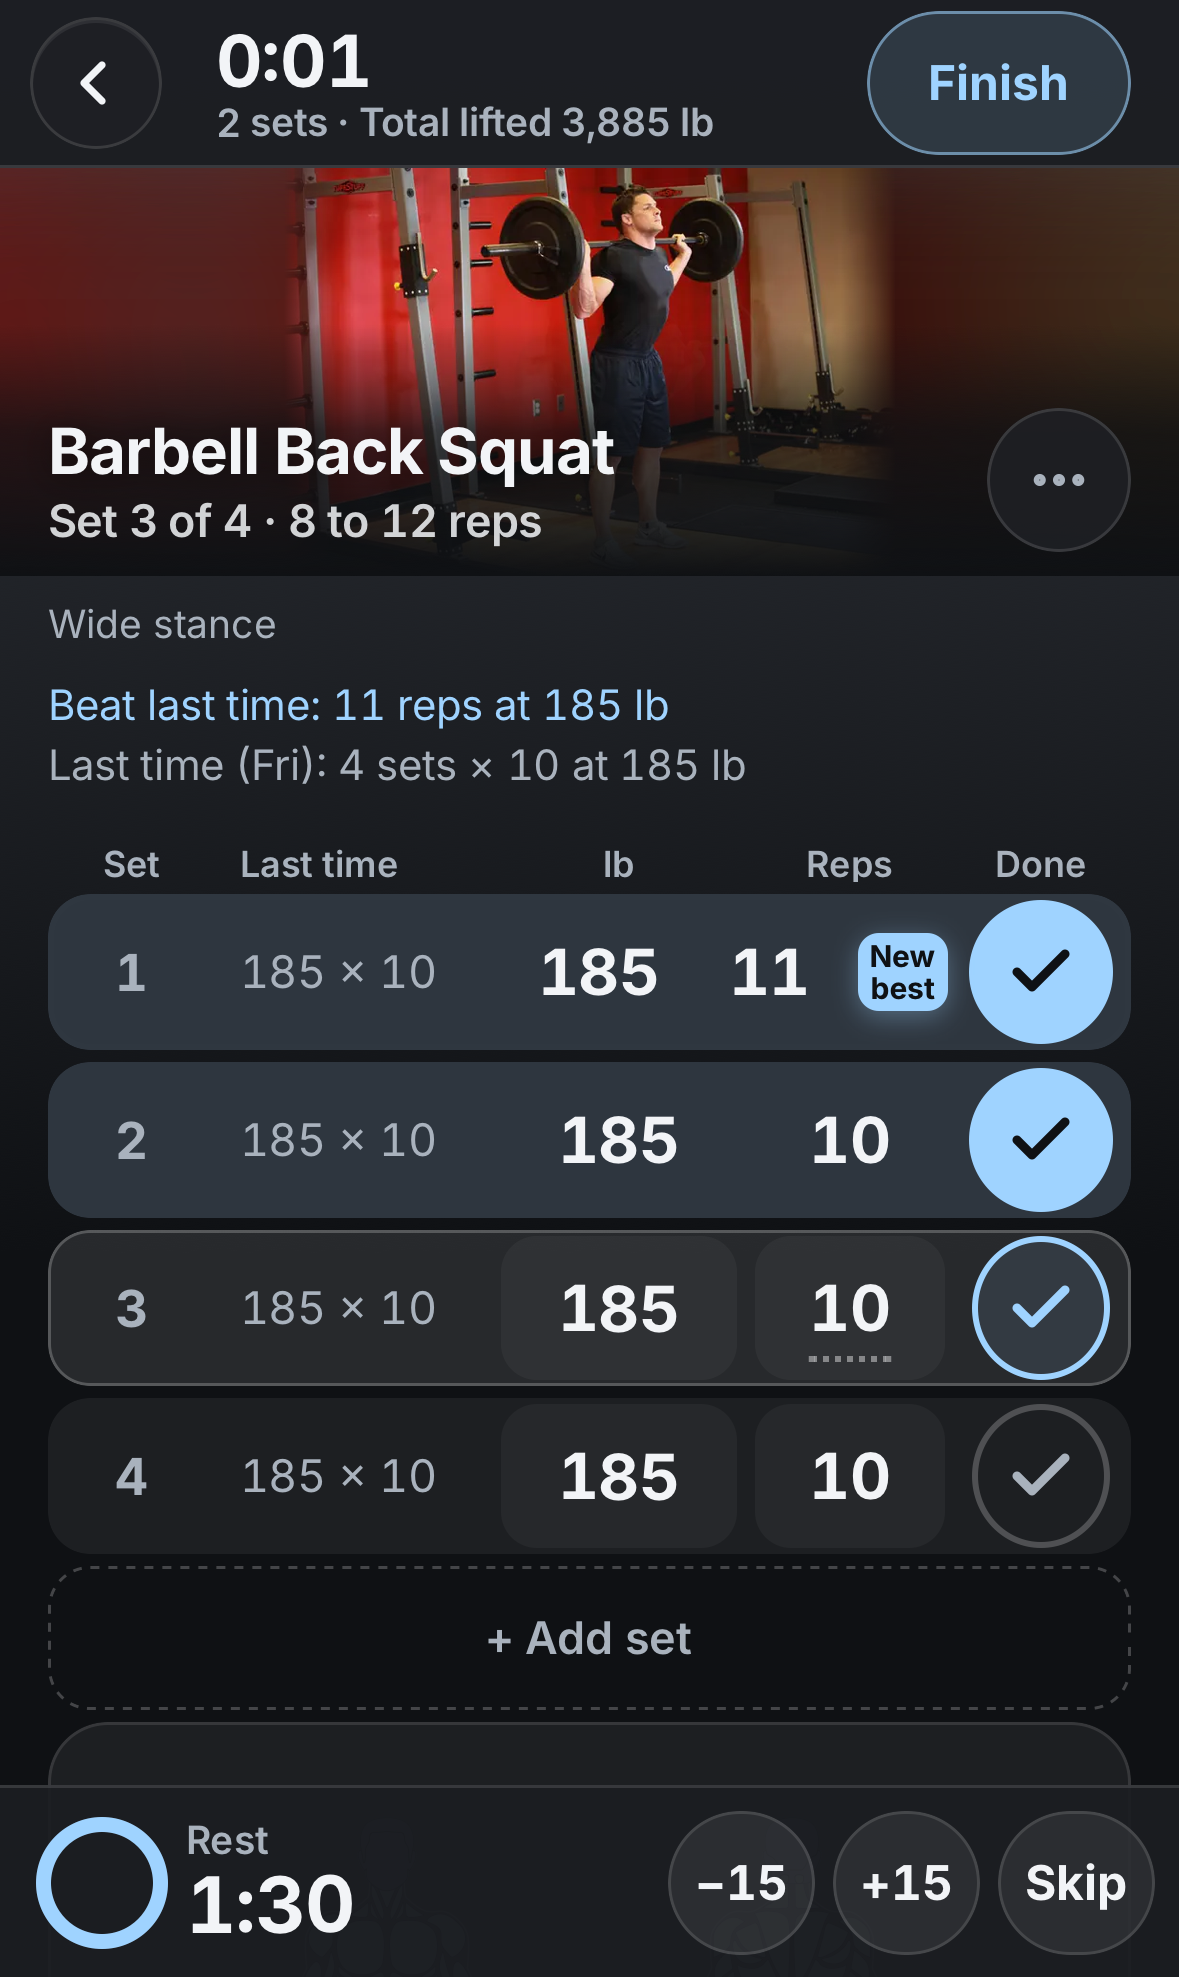 0:01
2 sets · Total lifted 3,885 lb
Finish
Barbell Back Squat
Set 3 of 4 · 8 to 12 reps
Wide stance
Beat last time: 11 reps at 185 lb
Last time (Fri): 4 sets × 10 at 185 lb
Set Last time lb Reps Done
1 185 × 10 185 11 New best
2 185 × 10 185 10
3 185 × 10 185 10
4 185 × 10 185 10
+ Add set
Rest
1:30
−15 +15 Skip